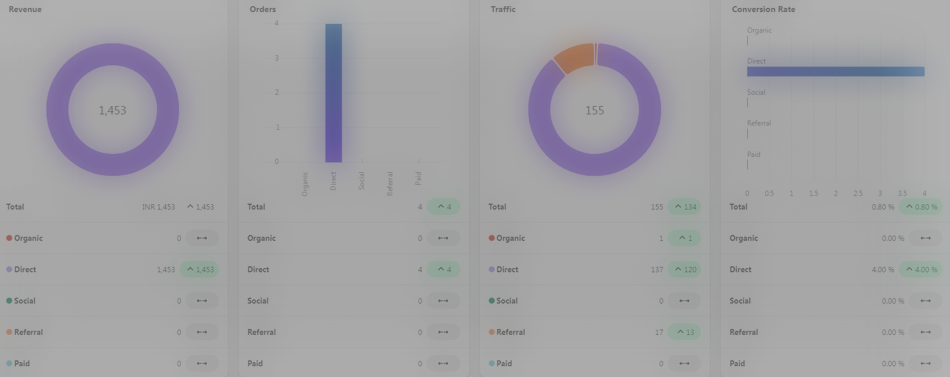 Revenue
1,453
Total INR 1,453 1,453
Organic 0
Direct 1,453 1,453
Social 0
Referral 0
Paid 0
Orders
4
3
2
1
0
Organic Direct Social Referral Paid
Total 4 4
Organic 0
Direct 4 4
Social 0
Referral 0
Paid 0
Traffic
155
Total 155 134
Organic 1 1
Direct 137 120
Social 0
Referral 17 13
Paid 0
Conversion Rate
Organic
Direct
Social
Referral
Paid
0 0.5 1 1.5 2 2.5 3 3.5 4
Total 0.80 % 0.80 %
Organic 0.00 %
Direct 4.00 % 4.00 %
Social 0.00 %
Referral 0.00 %
Paid 0.00 %